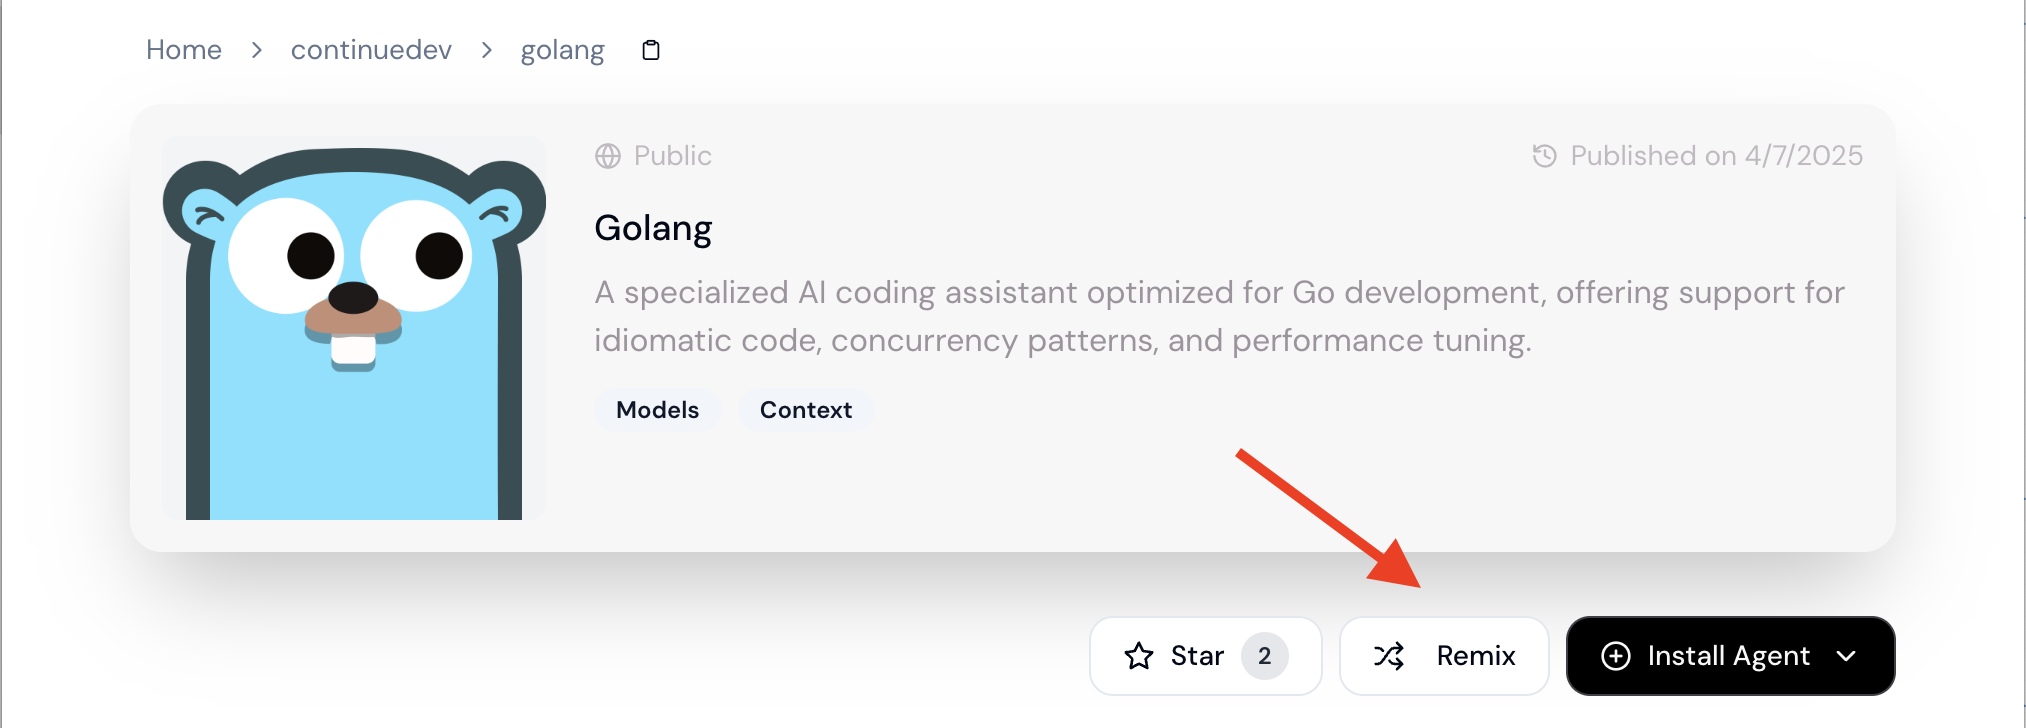 Home > continuedev > golang
Public
Published on 4/7/2025
Golang
A specialized AI coding assistant optimized for Go development, offering support for
idiomatic code, concurrency patterns, and performance tuning.
Models Context
Star 2 Remix Install Agent